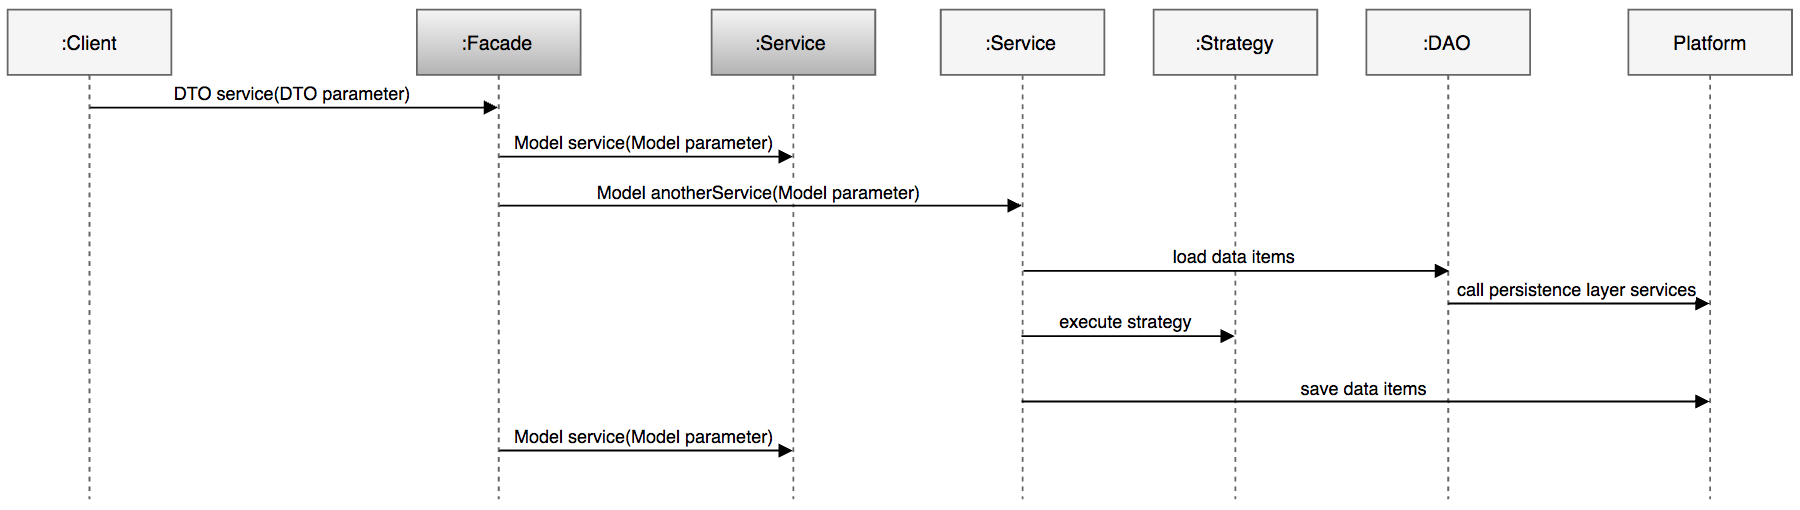 :Client
:Facade
:Service
:Service
:Strategy
:DAO
Platform
DTO service(DTO parameter)
Model service(Model parameter)
Model anotherService(Model parameter)
load data items
call persistence layer services
execute strategy
save data items
Model service(Model parameter)